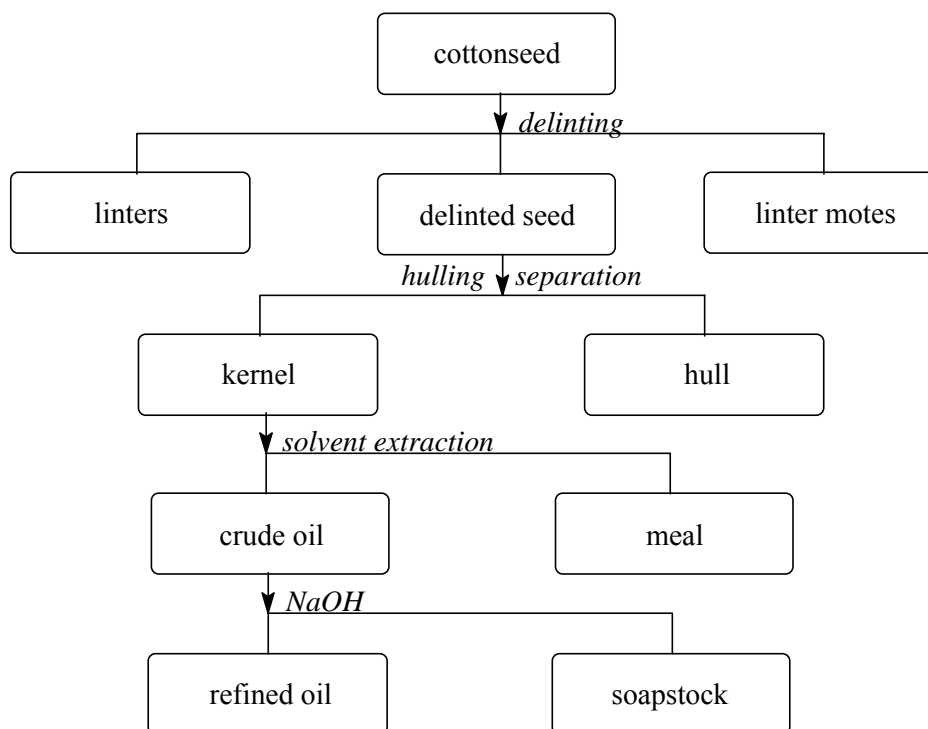 cottonseed
delinting
linters
delinted seed
linter motes
hulling separation
kernel
hull
solvent extraction
crude oil
meal
NaOH
refined oil
soapstock